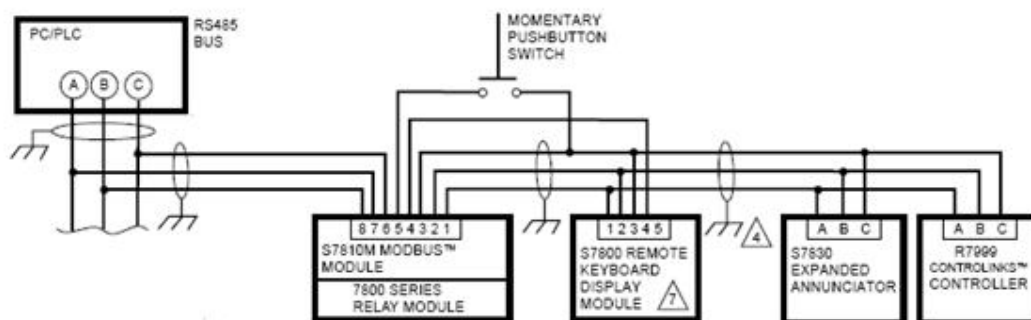 PC/PLC
RS485
BUS
A B C
MOMENTARY
PUSHBUTTON
SWITCH
8 7 6 5 4 3 2 1
S7810M MODBUS™
MODULE
7800 SERIES
RELAY MODULE
1 2 3 4 5
S7800 REMOTE
KEYBOARD
DISPLAY
MODULE
7
4
A B C
S7830
EXPANDED
ANNUNCIATOR
A B C
R7999
CONTROLINKS™
CONTROLLER